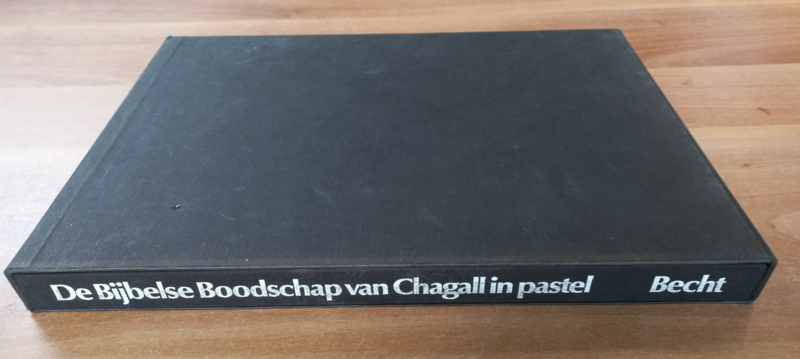 De Bijbelse Boodschap van Chagall in pastel Becht